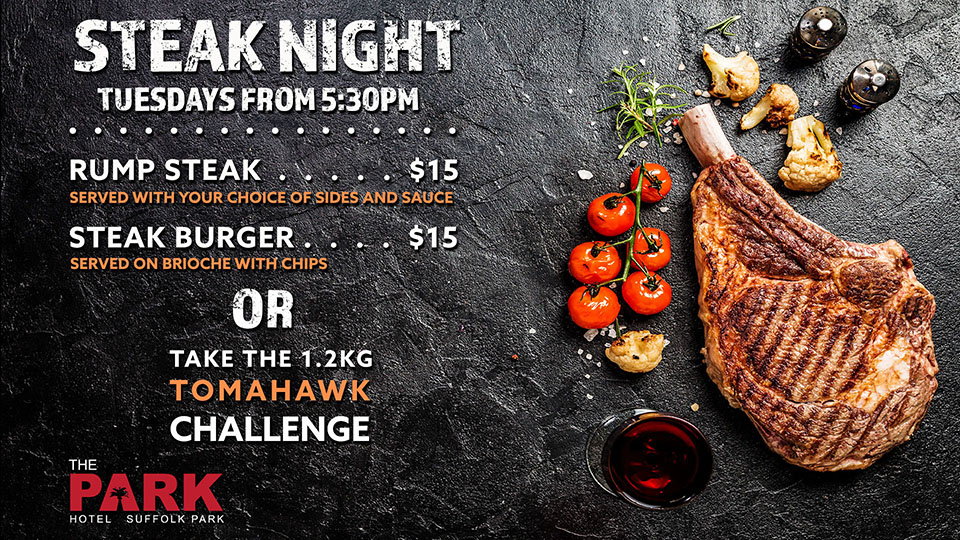 STEAK NIGHT
TUESDAYS FROM 5:30PM
RUMP STEAK . . . . . $15
SERVED WITH YOUR CHOICE OF SIDES AND SAUCE
STEAK BURGER . . . . $15
SERVED ON BRIOCHE WITH CHIPS
OR
TAKE THE 1.2KG
TOMAHAWK
CHALLENGE
THE
PARK
HOTEL SUFFOLK PARK